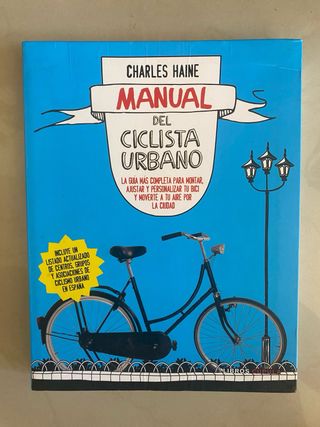 CHARLES HAINE
MANUAL
DEL
CICLISTA
URBANO
LA GUÍA MÁS COMPLETA PARA MONTAR,
AJUSTAR Y PERSONALIZAR TU BICI
Y MOVERTE A TU AIRE POR
LA CIUDAD
INCLUYE UN
LISTADO ACTUALIZADO
DE CENTROS, GRUPOS
Y ASOCIACIONES DE
CICLISMO URBANO
EN ESPAÑA
LIBROS